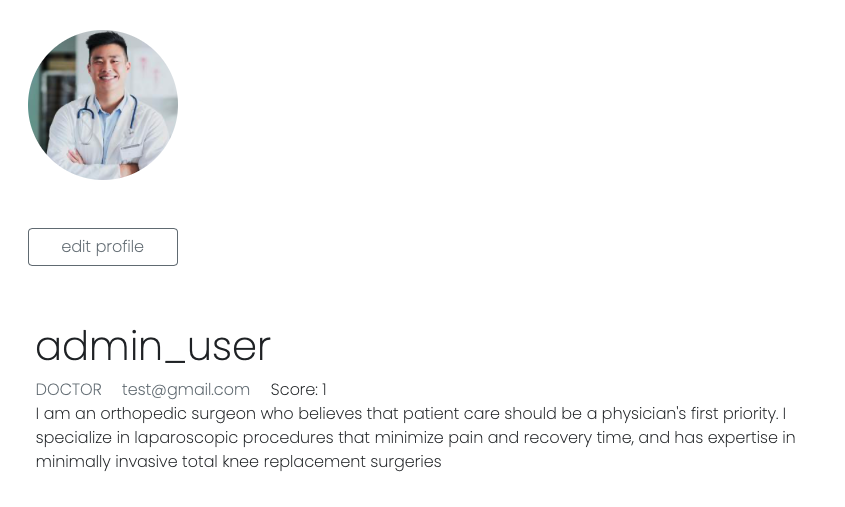 edit profile
admin_user
DOCTOR test@gmail.com Score: 1
I am an orthopedic surgeon who believes that patient care should be a physician's first priority. I
specialize in laparoscopic procedures that minimize pain and recovery time, and has expertise in
minimally invasive total knee replacement surgeries